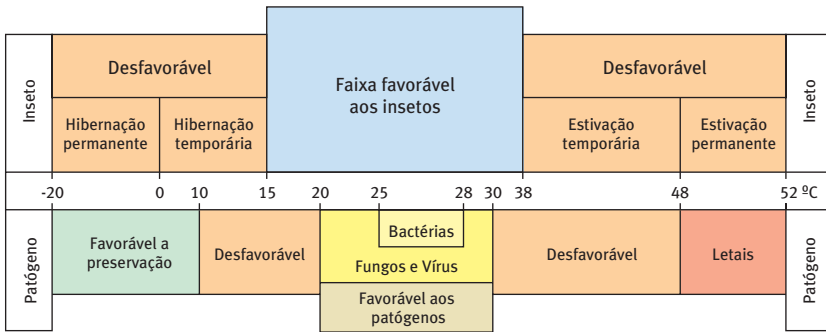 Inseto
Desfavorável
Hibernação
permanente
Hibernação
temporária
Faixa favorável
aos insetos
Desfavorável
Estivação
temporária
Estivação
permanente
Inseto
-20 0 10 15 20 25 28 30 38 48 52 ºC
Patógeno
Favorável a
preservação
Desfavorável
Bactérias
Fungos e Vírus
Favorável aos
patógenos
Desfavorável
Letais
Patógeno